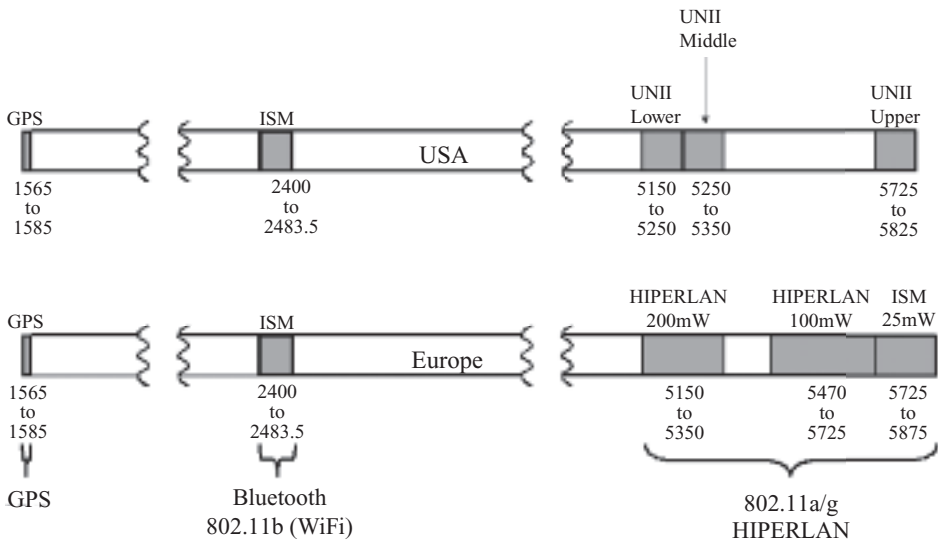 UNII
Middle
GPS
ISM
UNII
Lower
UNII
Upper
USA
1565
to
1585
2400
to
2483.5
5150
to
5250
5250
to
5350
5725
to
5825
GPS
ISM
HIPERLAN
200mW
HIPERLAN
100mW
ISM
25mW
Europe
1565
to
1585
2400
to
2483.5
5150
to
5350
5470
to
5725
5725
to
5875
GPS
Bluetooth
802.11b (WiFi)
802.11a/g
HIPERLAN